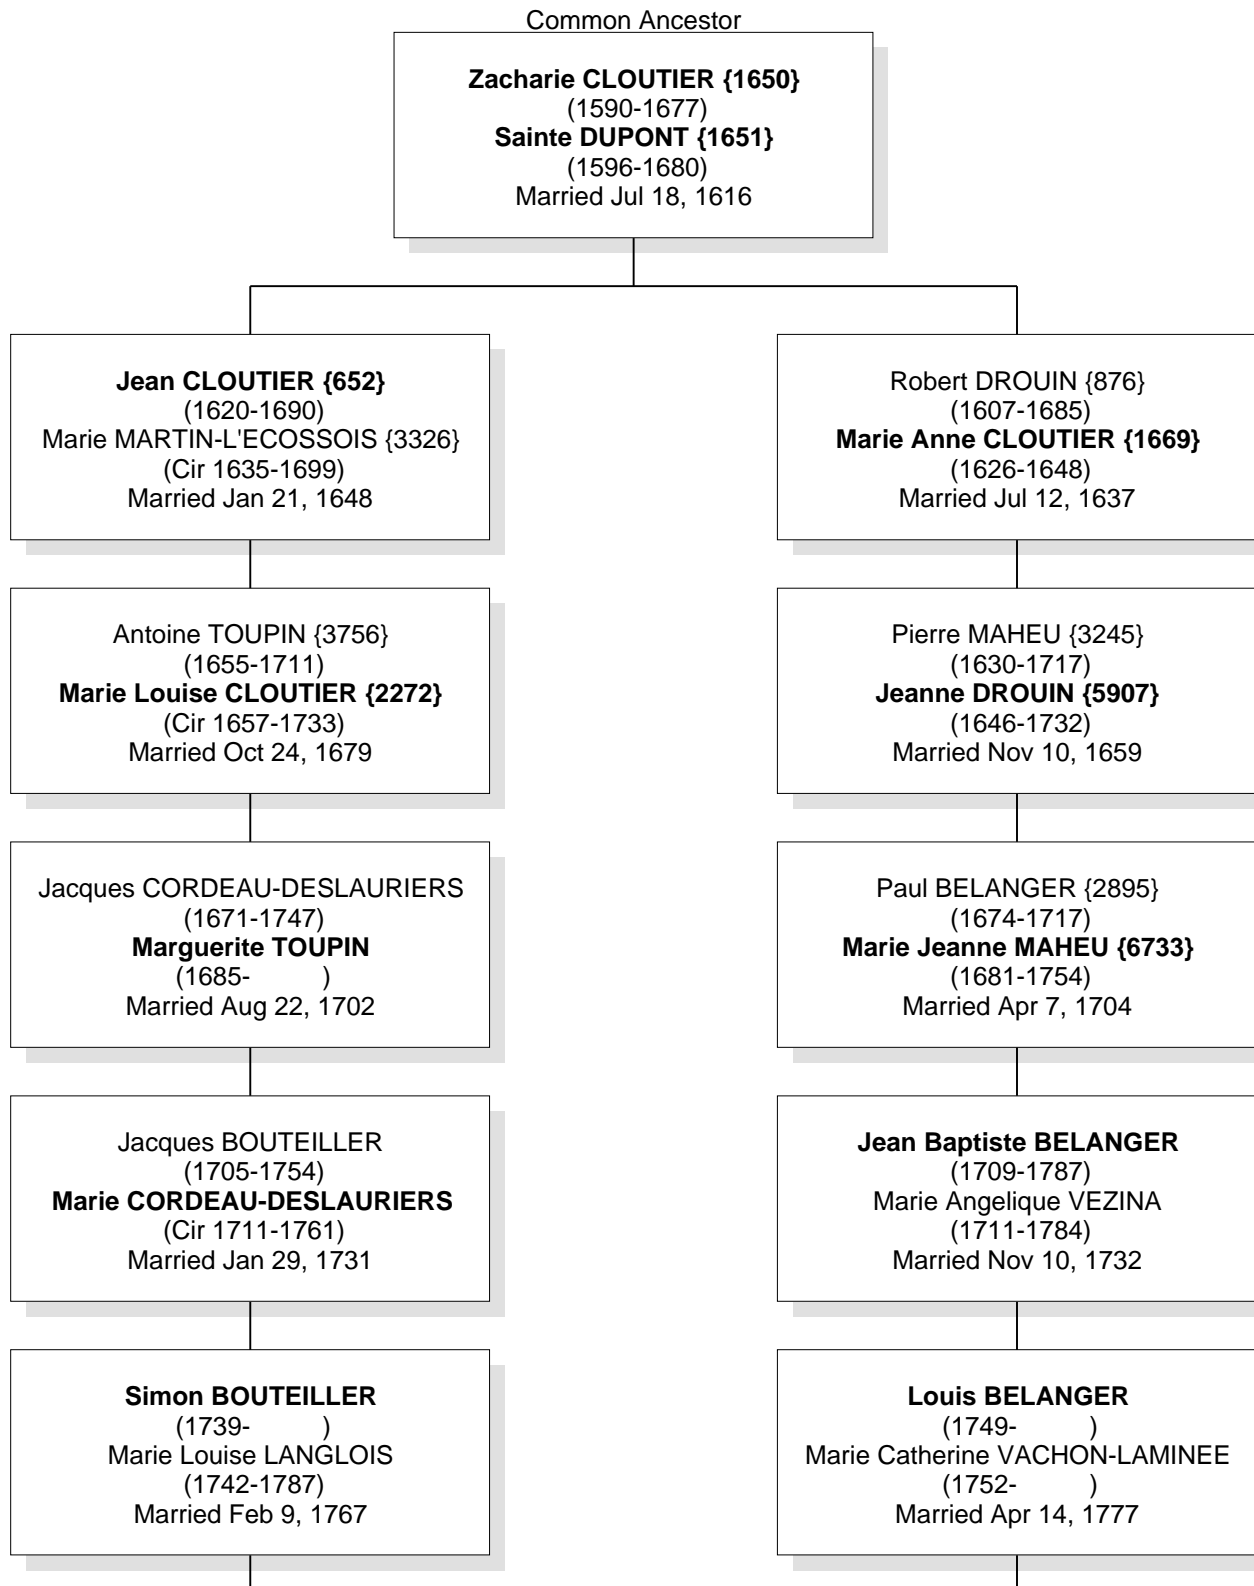 Common Ancestor
Zacharie CLOUTIER {1650}
(1590-1677)
Sainte DUPONT {1651}
(1596-1680)
Married Jul 18, 1616
Jean CLOUTIER {652}
(1620-1690)
Marie MARTIN-L'ECOSSOIS {3326}
(Cir 1635-1699)
Married Jan 21, 1648
Robert DROUIN {876}
(1607-1685)
Marie Anne CLOUTIER {1669}
(1626-1648)
Married Jul 12, 1637
Antoine TOUPIN {3756}
(1655-1711)
Marie Louise CLOUTIER {2272}
(Cir 1657-1733)
Married Oct 24, 1679
Pierre MAHEU {3245}
(1630-1717)
Jeanne DROUIN {5907}
(1646-1732)
Married Nov 10, 1659
Jacques CORDEAU-DESLAURIERS
(1671-1747)
Marguerite TOUPIN
(1685- )
Married Aug 22, 1702
Paul BELANGER {2895}
(1674-1717)
Marie Jeanne MAHEU {6733}
(1681-1754)
Married Apr 7, 1704
Jacques BOUTEILLER
(1705-1754)
Marie CORDEAU-DESLAURIERS
(Cir 1711-1761)
Married Jan 29, 1731
Jean Baptiste BELANGER
(1709-1787)
Marie Angelique VEZINA
(1711-1784)
Married Nov 10, 1732
Simon BOUTEILLER
(1739- )
Marie Louise LANGLOIS
(1742-1787)
Married Feb 9, 1767
Louis BELANGER
(1749- )
Marie Catherine VACHON-LAMINEE
(1752- )
Married Apr 14, 1777